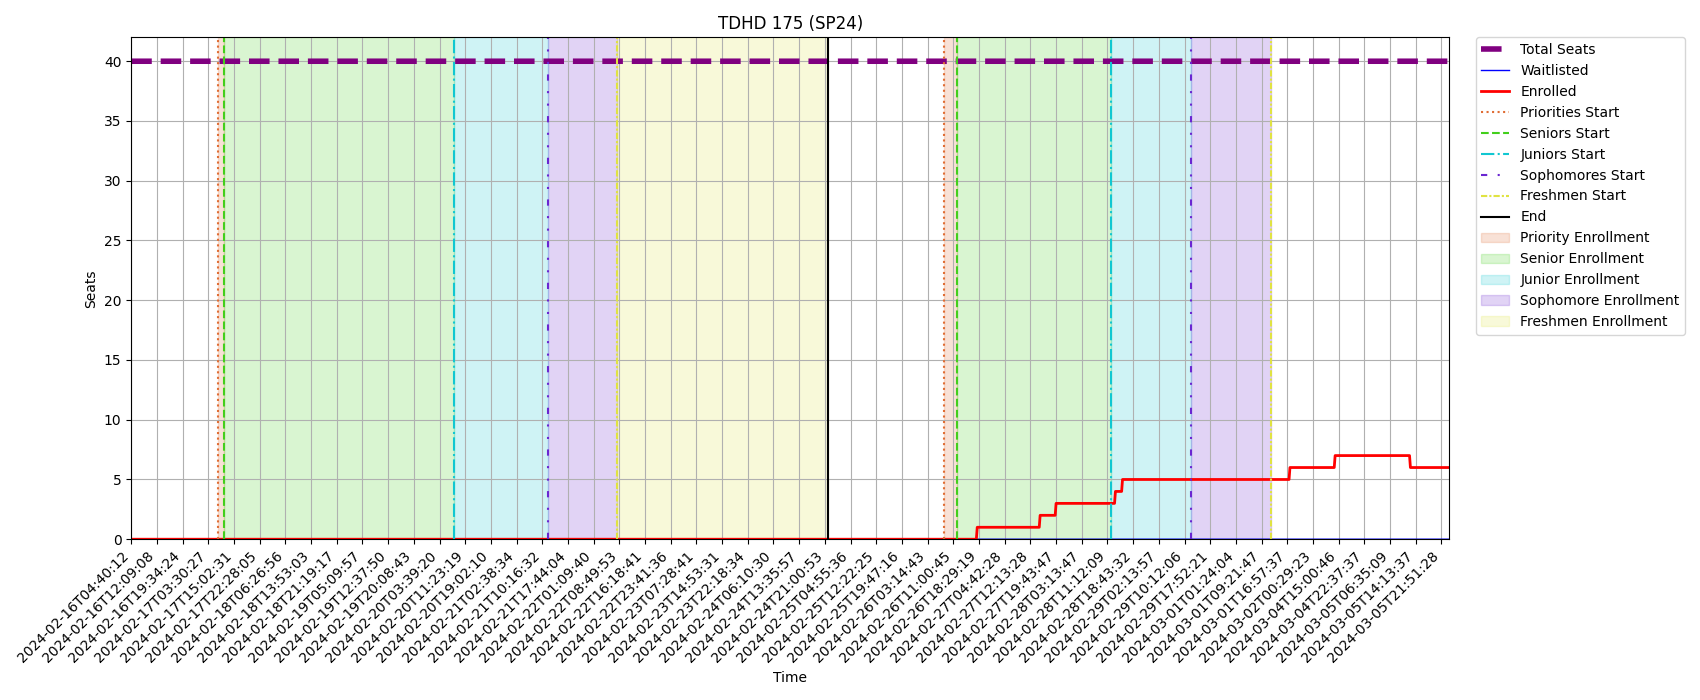 TDHD 175 (SP24)
Total Seats
Waitlisted
Enrolled
Priorities Start
Seniors Start
Juniors Start
Sophomores Start
Freshmen Start
End
Priority Enrollment
Senior Enrollment
Junior Enrollment
Sophomore Enrollment
Freshmen Enrollment
Seats
40
35
30
25
20
15
10
5
0
2024-02-16T04:40:12
2024-02-16T12:09:08
2024-02-16T19:34:24
2024-02-17T03:30:27
2024-02-17T15:02:31
2024-02-17T22:28:05
2024-02-18T06:26:56
2024-02-18T13:53:03
2024-02-18T21:19:17
2024-02-19T05:09:57
2024-02-19T12:37:50
2024-02-19T20:08:43
2024-02-20T03:39:20
2024-02-20T11:23:19
2024-02-20T19:02:10
2024-02-21T02:38:34
2024-02-21T10:16:32
2024-02-21T17:44:04
2024-02-22T01:09:40
2024-02-22T08:49:53
2024-02-22T16:18:41
2024-02-22T23:41:36
2024-02-23T07:28:41
2024-02-23T14:53:31
2024-02-23T22:18:34
2024-02-24T06:10:30
2024-02-24T13:35:57
2024-02-24T21:00:53
2024-02-25T04:55:36
2024-02-25T12:22:25
2024-02-25T19:47:16
2024-02-26T03:14:43
2024-02-26T11:00:45
2024-02-26T18:29:19
2024-02-27T04:42:28
2024-02-27T12:13:28
2024-02-27T19:43:47
2024-02-28T03:13:47
2024-02-28T11:12:09
2024-02-28T18:43:32
2024-02-29T02:13:57
2024-02-29T10:12:06
2024-02-29T17:52:21
2024-03-01T01:24:04
2024-03-01T09:21:47
2024-03-01T16:57:37
2024-03-02T00:29:23
2024-03-04T15:00:46
2024-03-04T22:37:37
2024-03-05T06:35:09
2024-03-05T14:13:37
2024-03-05T21:51:28
Time